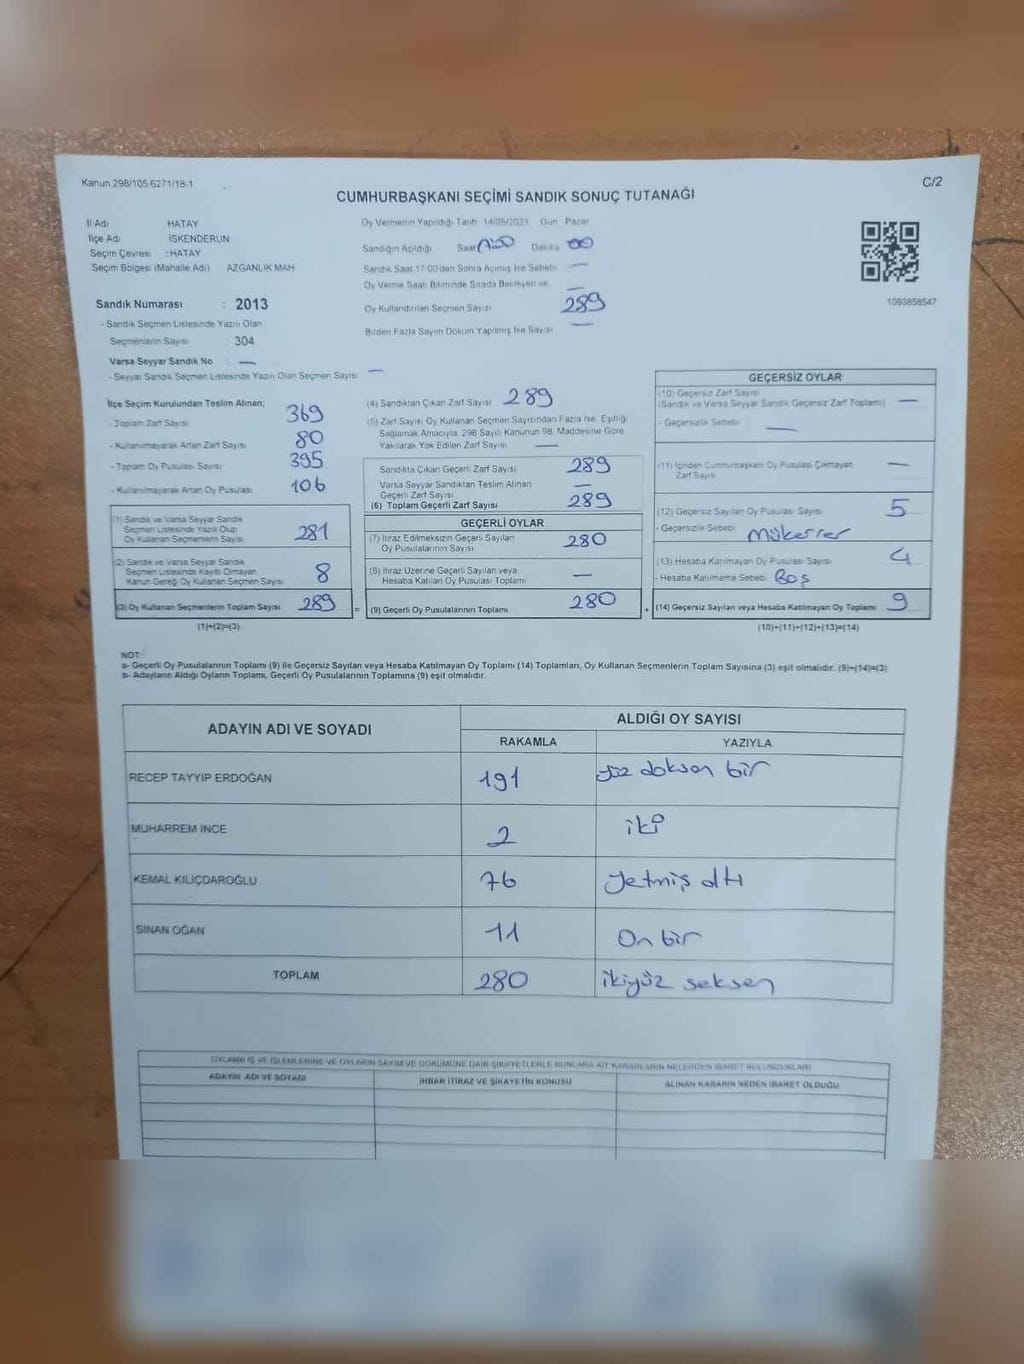 Kanun 298/105 6271/18-1
C/2
CUMHURBAŞKANI SEÇİMİ SANDIK SONUÇ TUTANAĞI
İl Adı HATAY
İlçe Adı İSKENDERUN
Seçim Çevresi : HATAY
Seçim Bölgesi (Mahalle Adı) AZGANLIK MAH
Sandık Numarası : 2013
- Sandık Seçmen Listesinde Yazılı Olan
Seçmenlerin Sayısı : 304
Varsa Seyyar Sandık No : —
- Seyyar Sandık Seçmen Listesinde Yazılı Olan Seçmen Sayısı —
Oy Vermenin Yapıldığı Tarih 14/05/2023 Gün Pazar
Sandığın Açıldığı Saat Dakika 00
Sandık Saat 17:00'den Sonra Açılmış İse Sebebi —
Oy Verme Saati Bitiminde Sırada Bekleyen ve —
Oy Kullandırılan Seçmen Sayısı 289
Birden Fazla Sayım Döküm Yapılmış İse Sayısı —
1093858547
İlçe Seçim Kurulundan Teslim Alınan;
- Toplam Zarf Sayısı 369
- Kullanılmayarak Artan Zarf Sayısı 80
- Toplam Oy Pusulası Sayısı 395
- Kullanılmayarak Artan Oy Pusulası 106
(1) Sandık ve Varsa Seyyar Sandık
Seçmen Listesinde Yazılı Olup
Oy Kullanan Seçmenlerin Sayısı 281
(2) Sandık ve Varsa Seyyar Sandık
Seçmen Listesinde Kayıtlı Olmayan
Kanun Gereği Oy Kullanan Seçmen Sayısı 8
(3) Oy Kullanan Seçmenlerin Toplam Sayısı 289 =
(1)+(2)=(3)
(4) Sandıktan Çıkan Zarf Sayısı 289
(5) Zarf Sayısı Oy Kullanan Seçmen Sayısından Fazla İse, Eşitliği
Sağlamak Amacıyla, 298 Sayılı Kanunun 98. Maddesine Göre
Yakılarak Yok Edilen Zarf Sayısı —
Sandıkta Çıkan Geçerli Zarf Sayısı 289
Varsa Seyyar Sandıktan Teslim Alınan
Geçerli Zarf Sayısı —
(6) Toplam Geçerli Zarf Sayısı 289
GEÇERLİ OYLAR
(7) İtiraz Edilmeksizin Geçerli Sayılan
Oy Pusulalarının Sayısı 280
(8) İtiraz Üzerine Geçerli Sayılan veya
Hesaba Katılan Oy Pusulası Toplamı —
(9) Geçerli Oy Pusulalarının Toplamı 280 +
GEÇERSİZ OYLAR
(10) Geçersiz Zarf Sayısı
(Sandık ve Varsa Seyyar Sandık Geçersiz Zarf Toplamı) —
- Geçersizlik Sebebi —
(11) İçinden Cumhurbaşkanı Oy Pusulası Çıkmayan
Zarf Sayısı —
(12) Geçersiz Sayılan Oy Pusulası Sayısı 5
- Geçersizlik Sebebi Mükerrer
(13) Hesaba Katılmayan Oy Pusulası Sayısı 4
- Hesaba Katılmama Sebebi Boş
(14) Geçersiz Sayılan veya Hesaba Katılmayan Oy Toplamı 9
(10)+(11)+(12)+(13)=(14)
NOT:
a- Geçerli Oy Pusulalarının Toplamı (9) ile Geçersiz Sayılan veya Hesaba Katılmayan Oy Toplamı (14) Toplamları, Oy Kullanan Seçmenlerin Toplam Sayısına (3) eşit olmalıdır. (9)+(14)=(3)
b- Adayların Aldığı Oyların Toplamı, Geçerli Oy Pusulalarının Toplamına (9) eşit olmalıdır.
ADAYIN ADI VE SOYADI ALDIĞI OY SAYISI
RAKAMLA YAZIYLA
RECEP TAYYİP ERDOĞAN 191 yüz doksan bir
MUHARREM İNCE 2 iki
KEMAL KILIÇDAROĞLU 76 Yetmiş altı
SİNAN OĞAN 11 On bir
TOPLAM 280 ikiyüz seksen
OYLAMA İŞ VE İŞLEMLERİNE VE OYLARIN SAYIM VE DÖKÜMÜNE DAİR ŞİKAYETLERLE BUNLARA AİT KARARLARIN NELERDEN İBARET BULUNDUKLARI
ADAYIN ADI VE SOYADI İHBAR İTİRAZ VE ŞİKAYETİN KONUSU ALINAN KARARIN NEDEN İBARET OLDUĞU